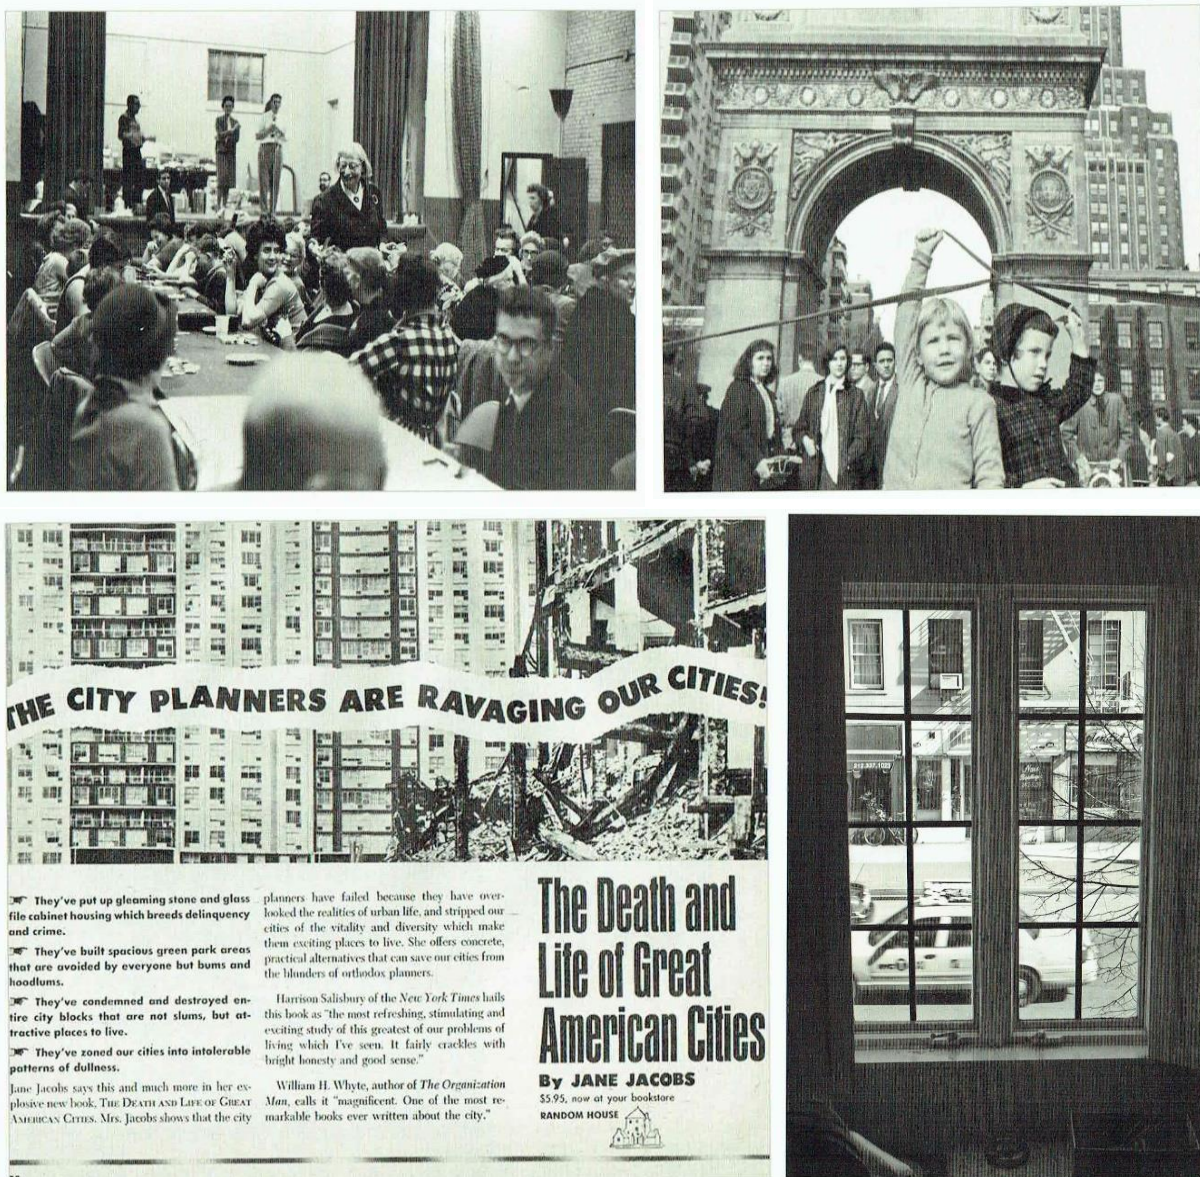 THE CITY PLANNERS ARE RAVAGING OUR CITIES!
They've put up gleaming stone and glass
file cabinet housing which breeds delinquency
and crime.
They've built spacious green park areas
that are avoided by everyone but bums and
hoodlums.
They've condemned and destroyed en-
tire city blocks that are not slums, but at-
tractive places to live.
They've zoned our cities into intolerable
patterns of dullness.
Jane Jacobs says this and much more in her ex-
plosive new book, THE DEATH AND LIFE OF GREAT
AMERICAN CITIES. Mrs. Jacobs shows that the city
planners have failed because they have over-
looked the realities of urban life, and stripped our
cities of the vitality and diversity which make
them exciting places to live. She offers concrete,
practical alternatives that can save our cities from
the blunders of orthodox planners.
Harrison Salisbury of the New York Times hails
this book as "the most refreshing, stimulating and
exciting study of this greatest of our problems of
living which I've seen. It fairly crackles with
bright honesty and good sense."
William H. Whyte, author of The Organization
Man, calls it "magnificent. One of the most re-
markable books ever written about the city."
The Death and
Life of Great
American Cities
By JANE JACOBS
$5.95, now at your bookstore
RANDOM HOUSE